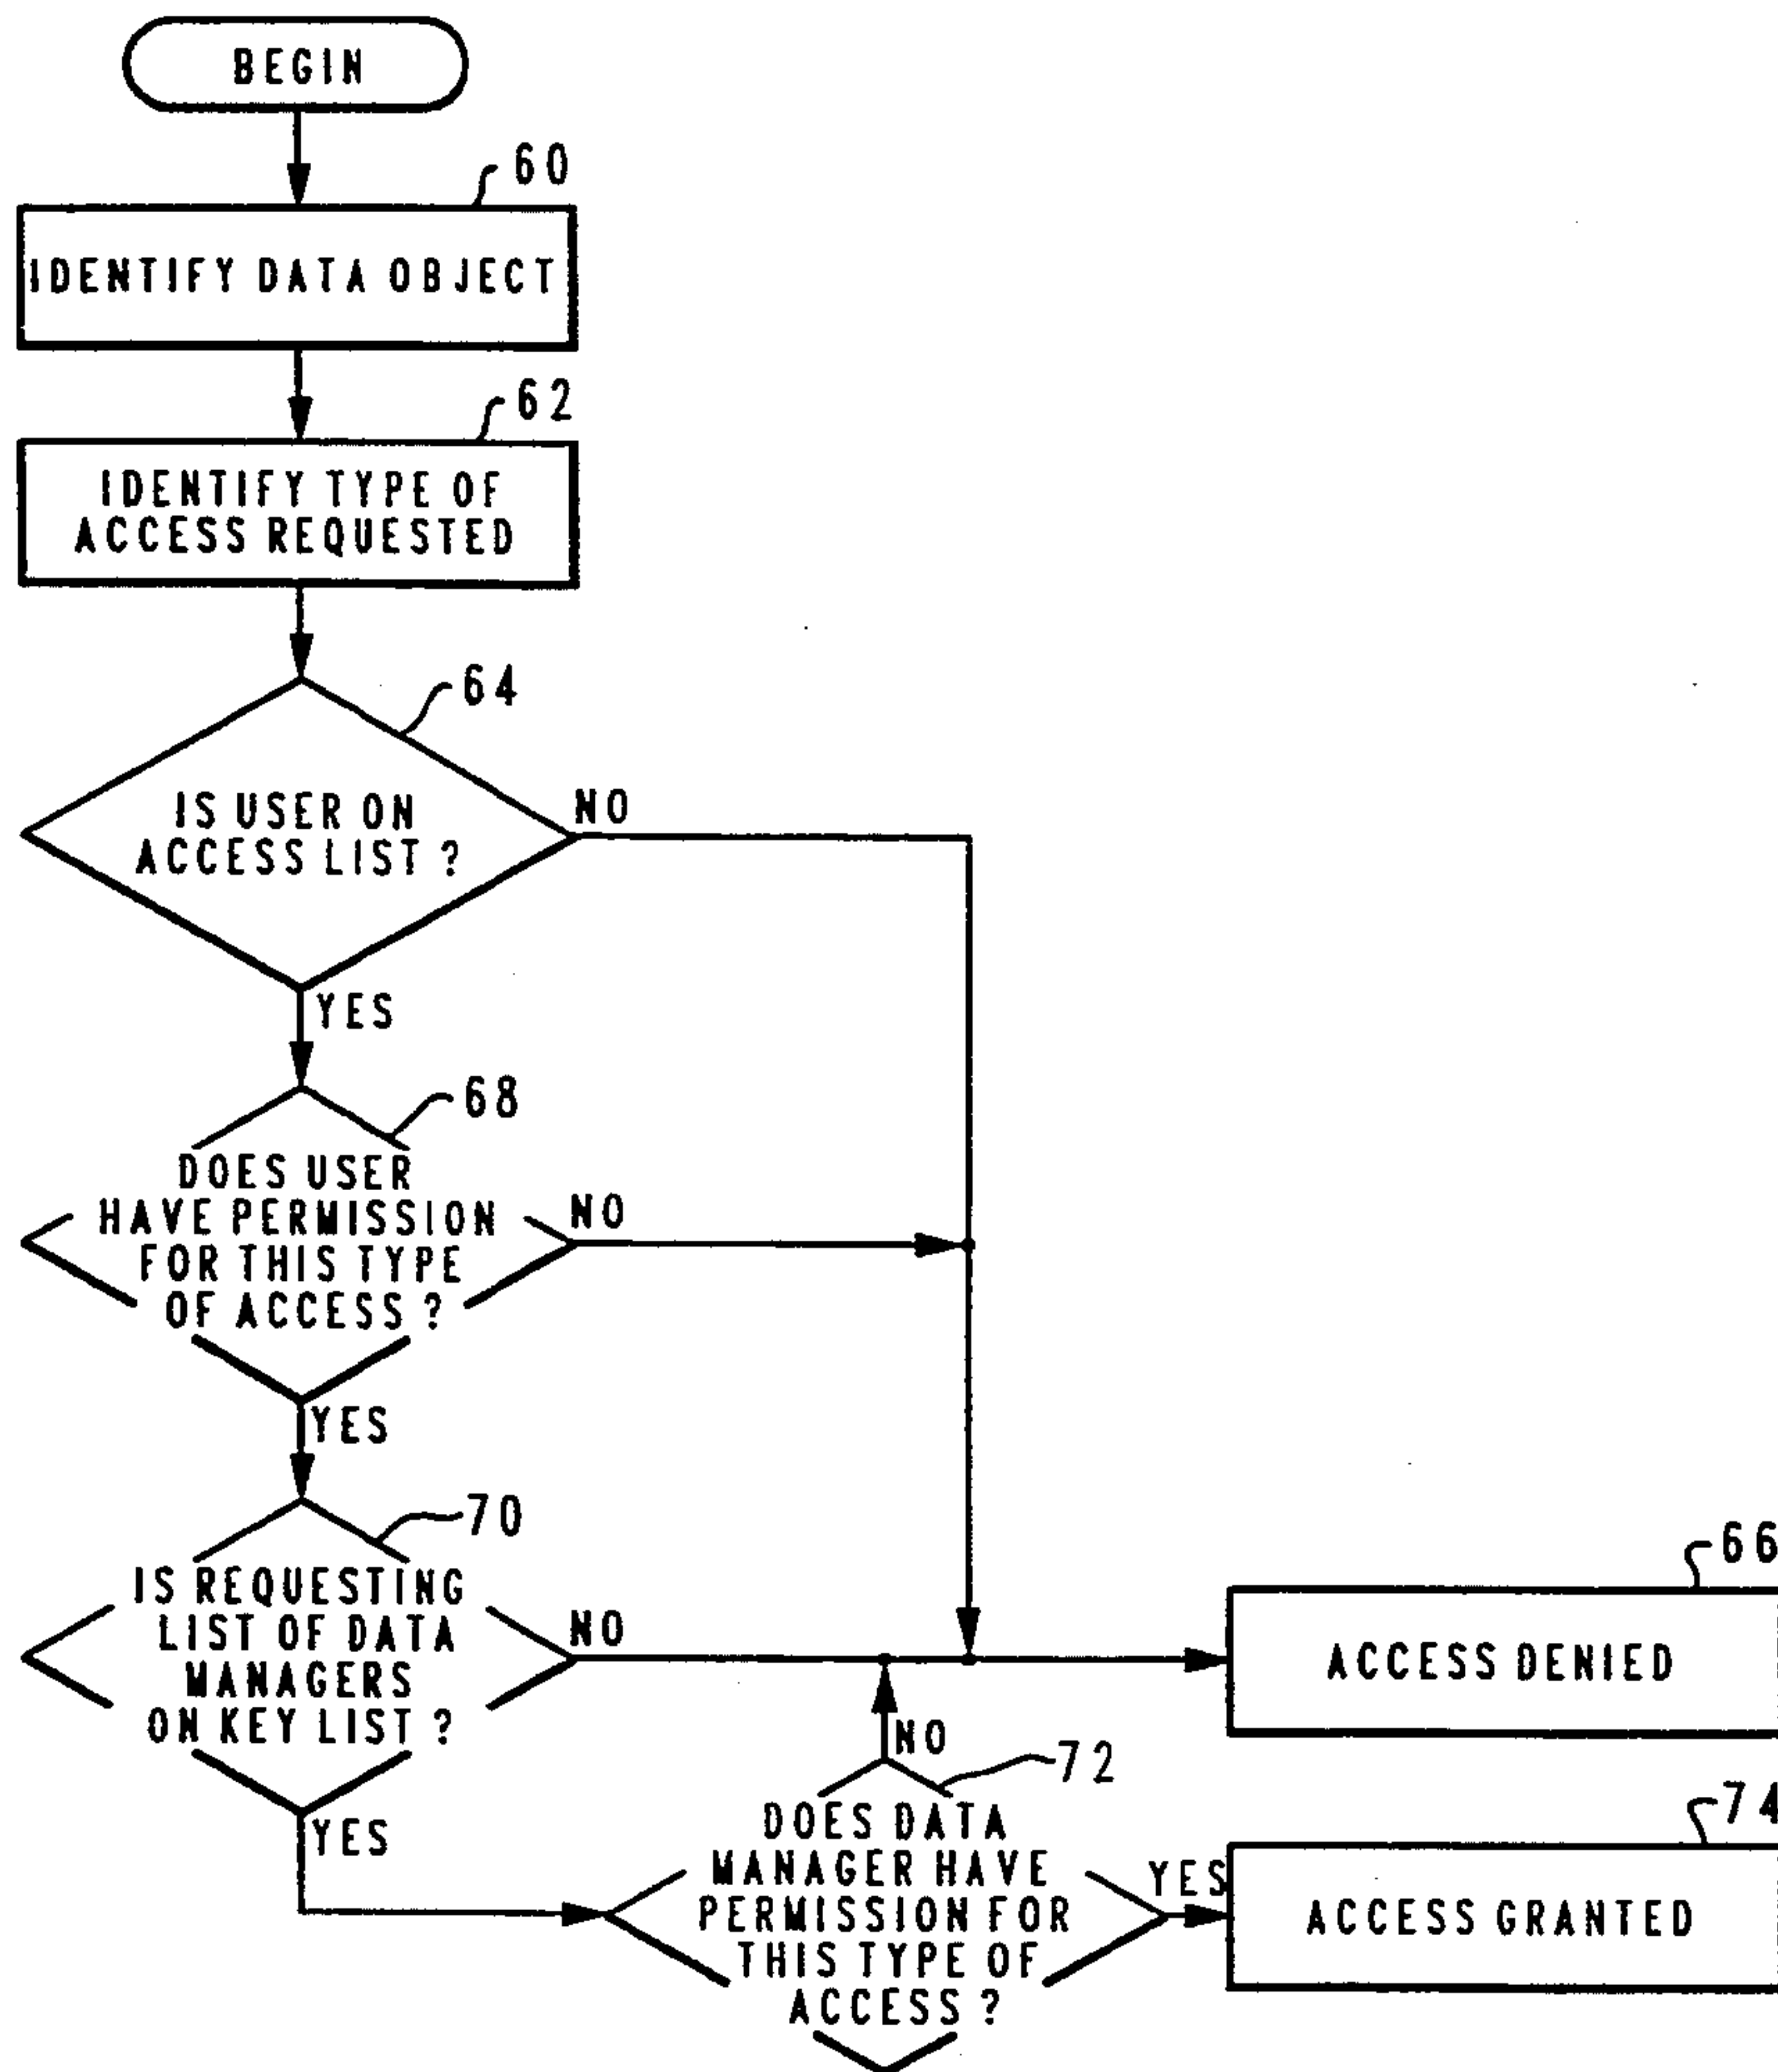 BEGIN
60
IDENTIFY DATA OBJECT
62
IDENTIFY TYPE OF
ACCESS REQUESTED
64
IS USER ON
ACCESS LIST ?
NO
YES
68
DOES USER
HAVE PERMISSION
FOR THIS TYPE
OF ACCESS ?
NO
YES
70
IS REQUESTING
LIST OF DATA
MANAGERS
ON KEY LIST ?
NO
YES
66
ACCESS DENIED
NO
72
DOES DATA
MANAGER HAVE
PERMISSION FOR
THIS TYPE OF
ACCESS ?
YES
74
ACCESS GRANTED